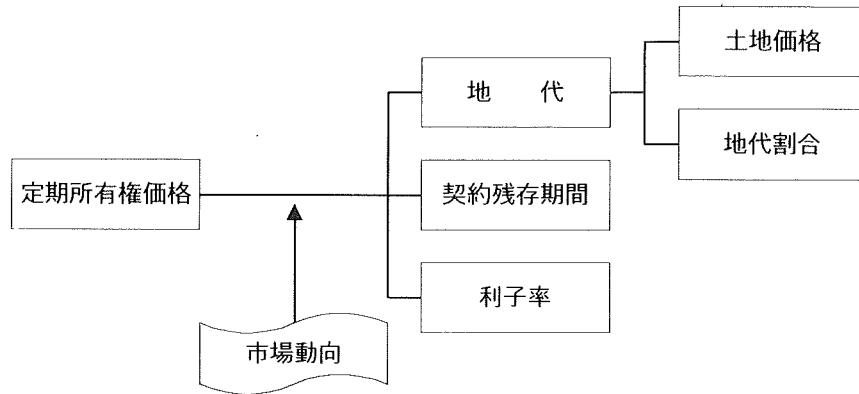 土地価格
地　　代
地代割合
定期所有権価格
契約残存期間
利子率
市場動向